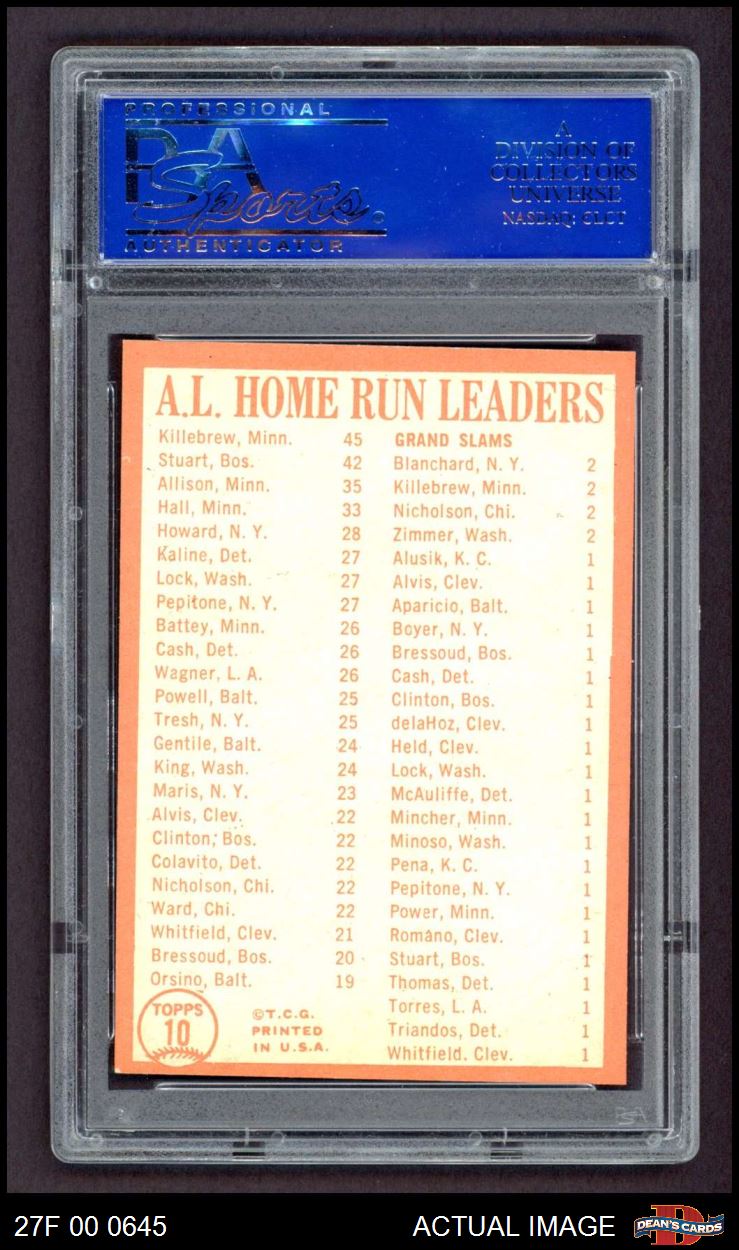 PROFESSIONAL
PSA
Sports
AUTHENTICATOR
A
DIVISION OF
COLLECTORS
UNIVERSE
NASDAQ: CLCT
A.L. HOME RUN LEADERS
Killebrew, Minn. 45
Stuart, Bos. 42
Allison, Minn. 35
Hall, Minn. 33
Howard, N. Y. 28
Kaline, Det. 27
Lock, Wash. 27
Pepitone, N. Y. 27
Battey, Minn. 26
Cash, Det. 26
Wagner, L. A. 26
Powell, Balt. 25
Tresh, N. Y. 25
Gentile, Balt. 24
King, Wash. 24
Maris, N. Y. 23
Alvis, Clev. 22
Clinton, Bos. 22
Colavito, Det. 22
Nicholson, Chi. 22
Ward, Chi. 22
Whitfield, Clev. 21
Bressoud, Bos. 20
Orsino, Balt. 19
GRAND SLAMS
Blanchard, N. Y. 2
Killebrew, Minn. 2
Nicholson, Chi. 2
Zimmer, Wash. 2
Alusik, K. C. 1
Alvis, Clev. 1
Aparicio, Balt. 1
Boyer, N. Y. 1
Bressoud, Bos. 1
Cash, Det. 1
Clinton, Bos. 1
delaHoz, Clev. 1
Held, Clev. 1
Lock, Wash. 1
McAuliffe, Det. 1
Mincher, Minn. 1
Minoso, Wash. 1
Pena, K. C. 1
Pepitone, N. Y. 1
Power, Minn. 1
Romano, Clev. 1
Stuart, Bos. 1
Thomas, Det. 1
Torres, L. A. 1
Triandos, Det. 1
Whitfield. Clev. 1
TOPPS
10
©T.C.G.
PRINTED
IN U.S.A.
PSA
27F 00 0645
ACTUAL IMAGE
DEAN'S CARDS